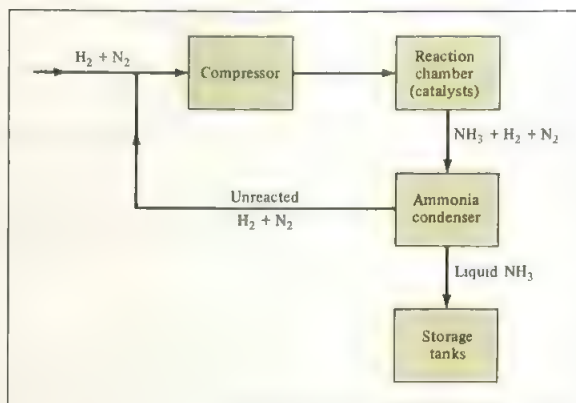 H₂ + N₂
Compressor
Reaction
chamber
(catalysts)
NH₃ + H₂ + N₂
Unreacted
H₂ + N₂
Ammonia
condenser
Liquid NH₃
Storage
tanks